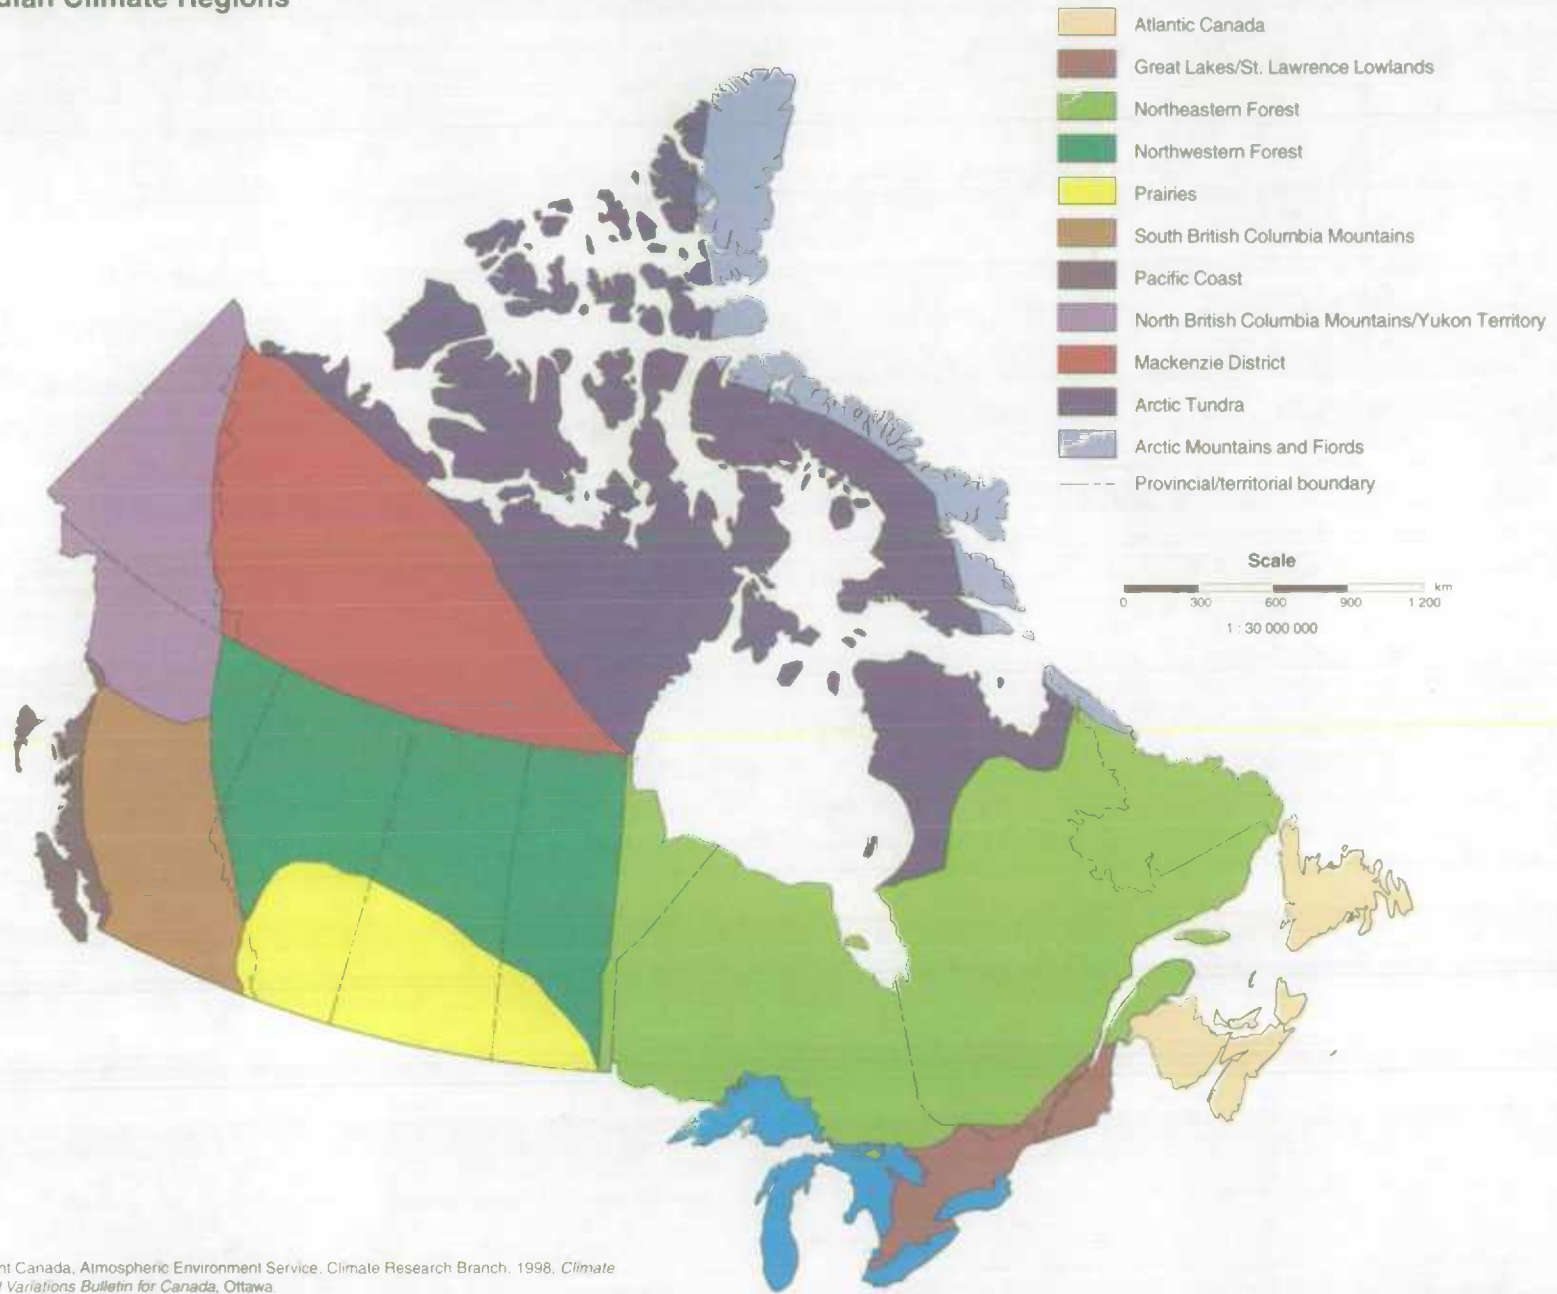 Climate Regions
Atlantic Canada
Great Lakes/St. Lawrence Lowlands
Northeastern Forest
Northwestern Forest
Prairies
South British Columbia Mountains
Pacific Coast
North British Columbia Mountains/Yukon Territory
Mackenzie District
Arctic Tundra
Arctic Mountains and Fiords
Provincial/territorial boundary
Scale
km
0 300 600 900 1 200
1 : 30 000 000
nt Canada, Atmospheric Environment Service, Climate Research Branch. 1998. Climate
Variations Bulletin for Canada, Ottawa.